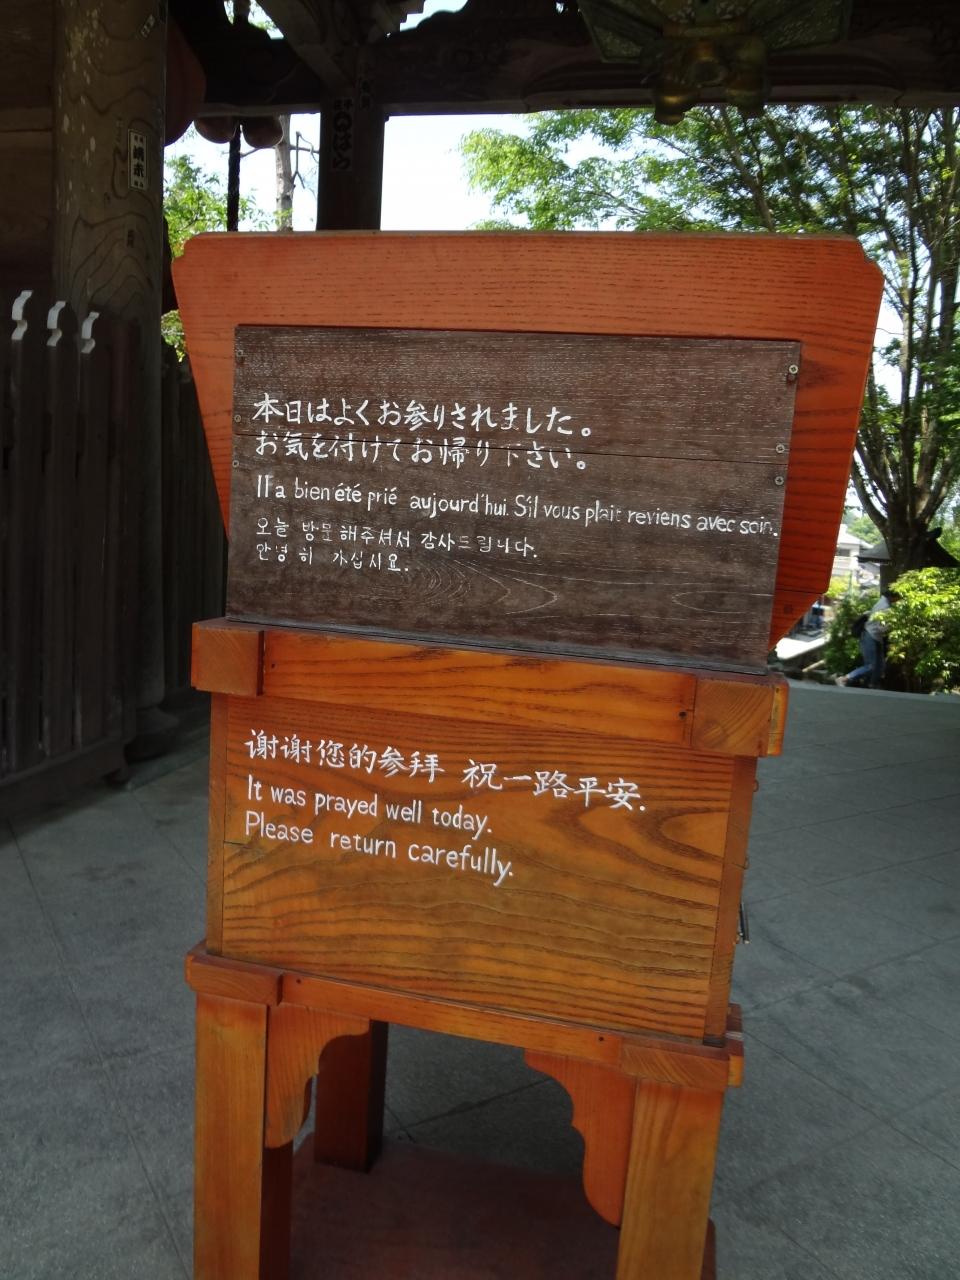 本日はよくお参りされました。
お気を付けてお帰り下さい。
Il a bien été prié aujourd'hui. S'il vous plait reviens avec soin.
오늘 방문해주셔서 감사드립니다.
안녕히 가십시요.
谢谢您的参拜 祝一路平安.
It was prayed well today.
Please return carefully.